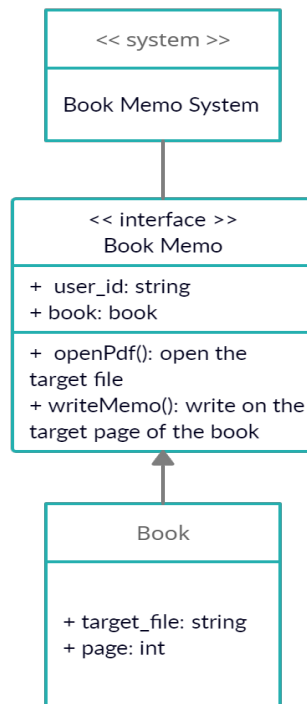 << system >>
Book Memo System
<< interface >>
Book Memo
+ user_id: string
+ book: book
+ openPdf(): open the
target file
+ writeMemo(): write on the
target page of the book
Book
+ target_file: string
+ page: int